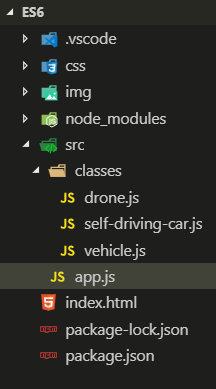 ES6
.vscode
css
img
node_modules
src
classes
JS drone.js
JS self-driving-car.js
JS vehicle.js
JS app.js
index.html
package-lock.json
package.json